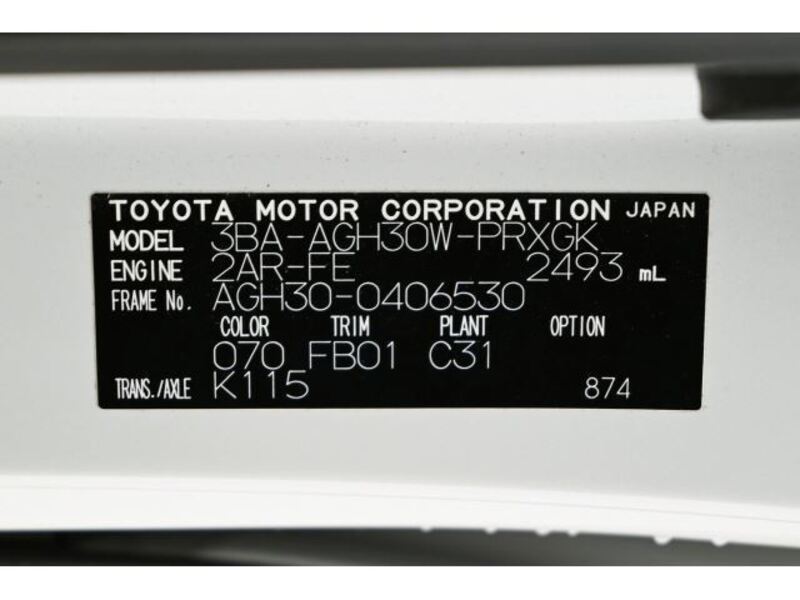 TOYOTA MOTOR CORPORATION JAPAN
MODEL 3BA-AGH30W-PRXGK
ENGINE 2AR-FE 2493 mL
FRAME No. AGH30-0406530
COLOR TRIM PLANT OPTION
070 FB01 C31
TRANS./AXLE K115 874